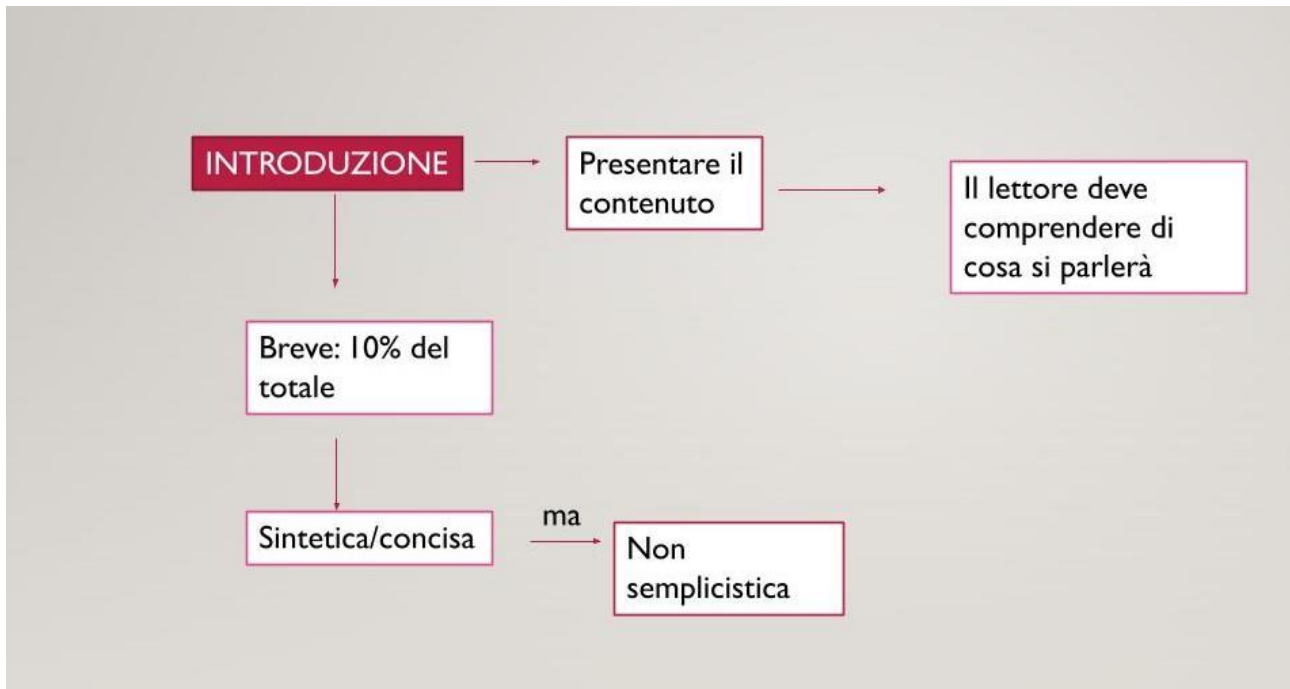 INTRODUZIONE
Presentare il
contenuto
Il lettore deve
comprendere di
cosa si parlerà
Breve: 10% del
totale
Sintetica/concisa
ma
Non
semplicistica